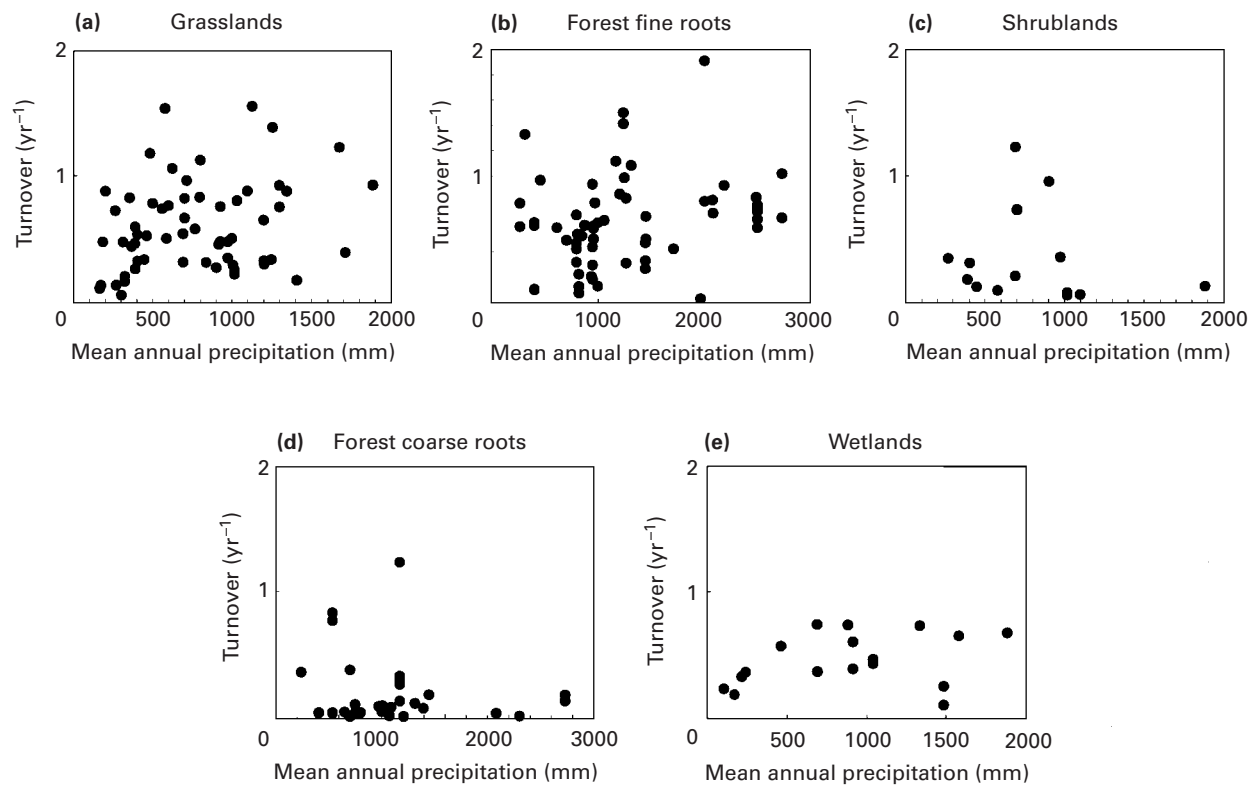 (a) Grasslands
2
1
0 500 1000 1500 2000
Turnover (yr⁻¹)
Mean annual precipitation (mm)
(b) Forest fine roots
2
1
0 1000 2000 3000
Turnover (yr⁻¹)
Mean annual precipitation (mm)
(c) Shrublands
2
1
0 500 1000 1500 2000
Turnover (yr⁻¹)
Mean annual precipitation (mm)
(d) Forest coarse roots
2
1
0 1000 2000 3000
Turnover (yr⁻¹)
Mean annual precipitation (mm)
(e) Wetlands
2
1
0 500 1000 1500 2000
Turnover (yr⁻¹)
Mean annual precipitation (mm)